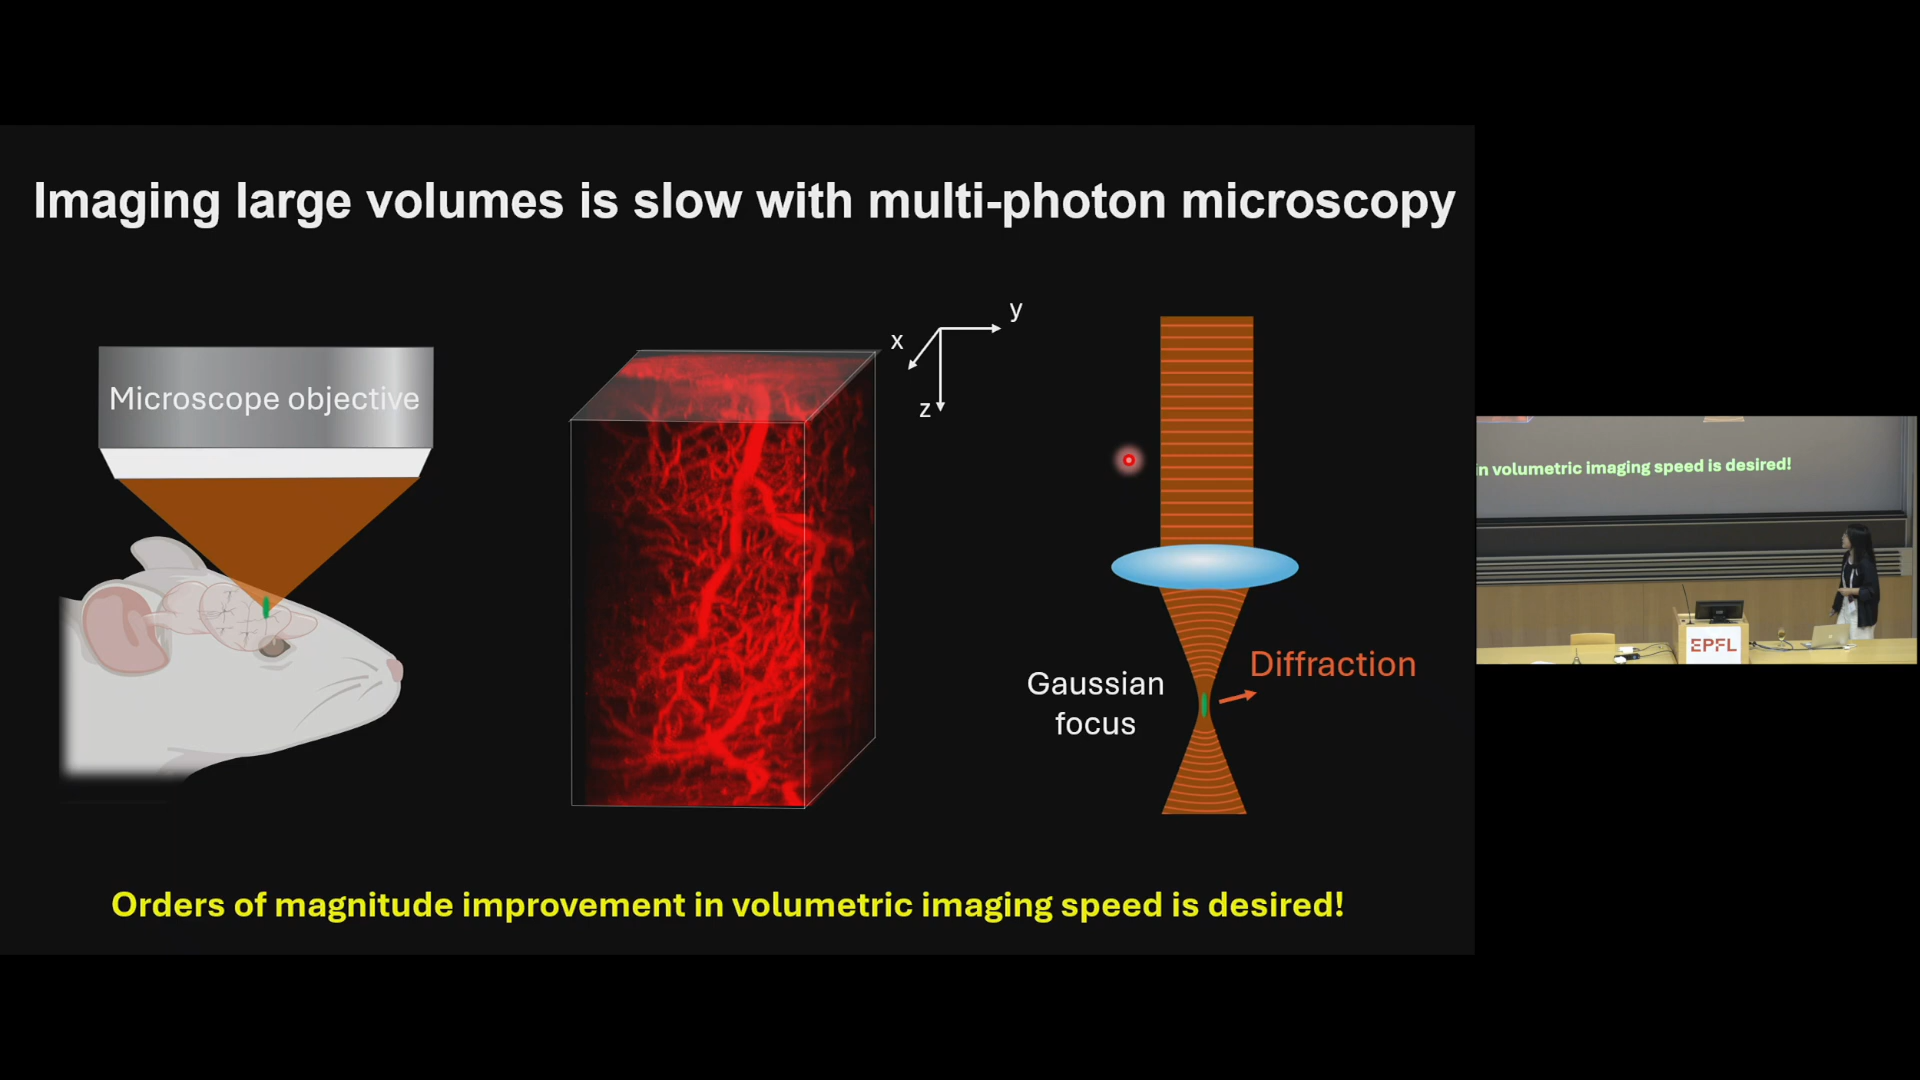 Imaging large volumes is slow with multi-photon microscopy
Microscope objective
x
y
z
Gaussian
focus
Diffraction
Orders of magnitude improvement in volumetric imaging speed is desired!
n volumetric imaging speed is desired!
EPFL